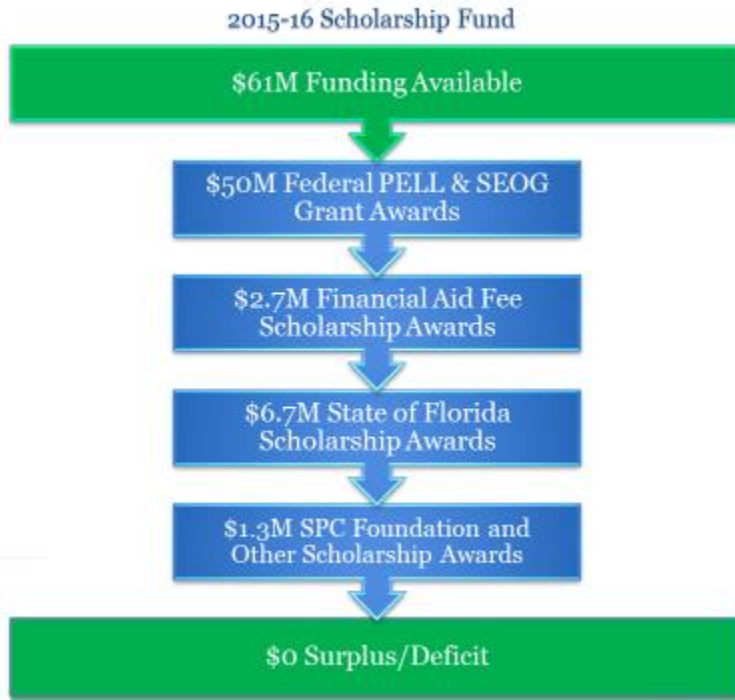 2015-16 Scholarship Fund
$61M Funding Available
$50M Federal PELL & SEOG
Grant Awards
$2.7M Financial Aid Fee
Scholarship Awards
$6.7M State of Florida
Scholarship Awards
$1.3M SPC Foundation and
Other Scholarship Awards
$0 Surplus/Deficit